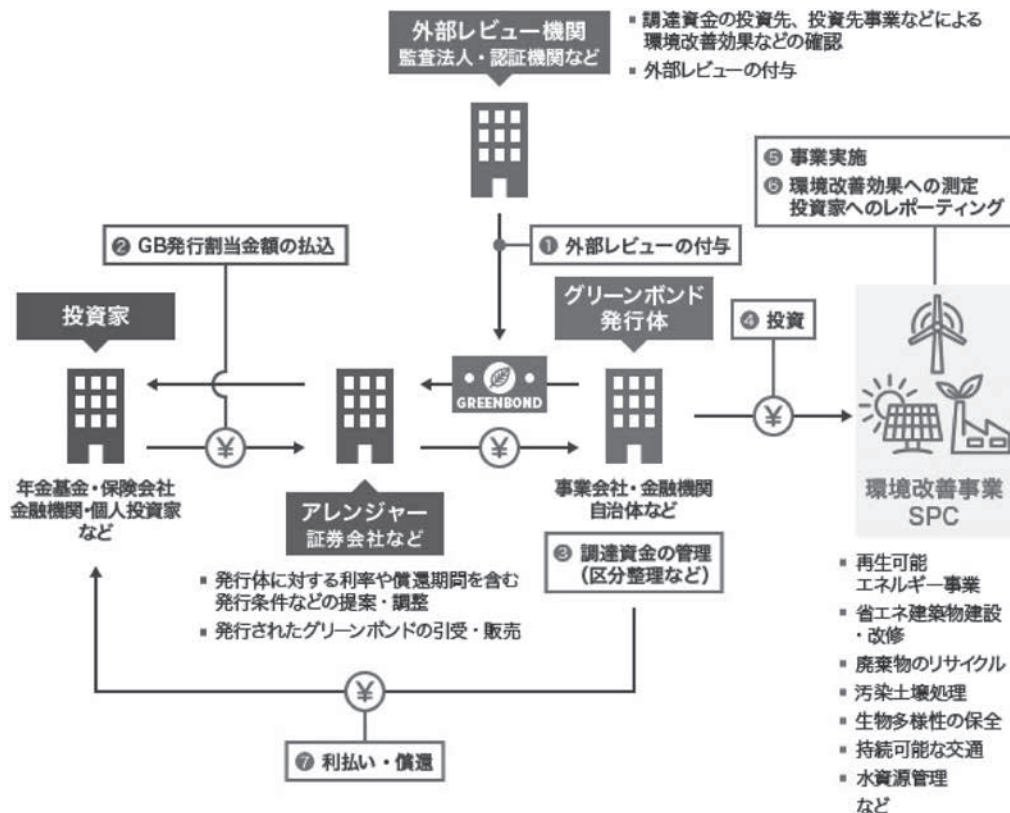 外部レビュー機関
監査法人・認証機関など
▪ 調達資金の投資先、投資先事業などによる
環境改善効果などの確認
▪ 外部レビューの付与
❺ 事業実施
❻ 環境改善効果への測定
投資家へのレポーティング
❷ GB発行割当金額の払込
❶ 外部レビューの付与
投資家
グリーンボンド
発行体
❹ 投資
GREENBOND
¥
¥
¥
年金基金・保険会社
金融機関・個人投資家
など
アレンジャー
証券会社など
事業会社・金融機関
自治体など
環境改善事業
SPC
❸ 調達資金の管理
（区分整理など）
▪ 発行体に対する利率や償還期間を含む
発行条件などの提案・調整
▪ 発行されたグリーンボンドの引受・販売
▪ 再生可能
エネルギー事業
▪ 省エネ建築物建設
・改修
▪ 廃棄物のリサイクル
▪ 汚染土壌処理
▪ 生物多様性の保全
▪ 持続可能な交通
▪ 水資源管理
など
¥
❼ 利払い・償還